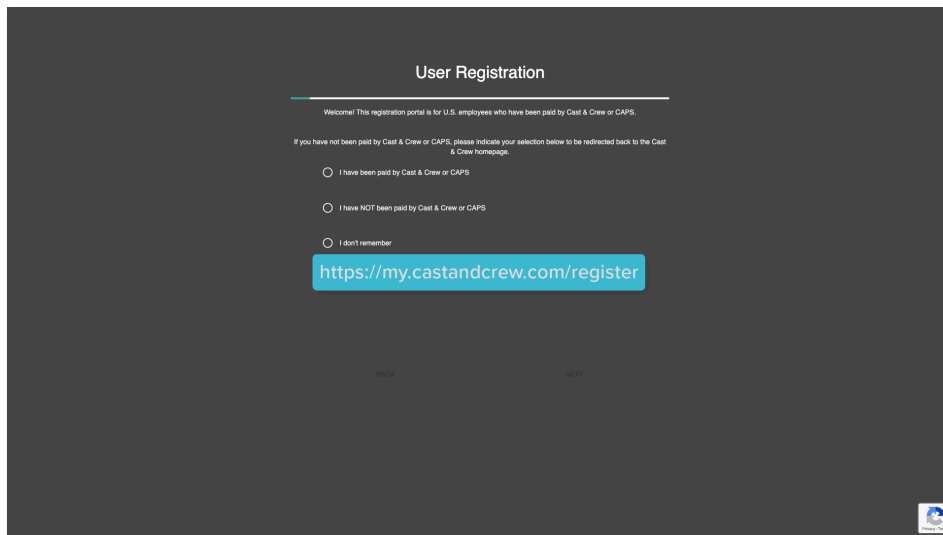 User Registration
Welcome! This registration portal is for U.S. employees who have been paid by Cast & Crew or CAPS.
If you have not been paid by Cast & Crew or CAPS, please indicate your selection below to be redirected back to the Cast
& Crew homepage.
I have been paid by Cast & Crew or CAPS
I have NOT been paid by Cast & Crew or CAPS
I don't remember
https://my.castandcrew.com/register
BACK
NEXT
Privacy - Te